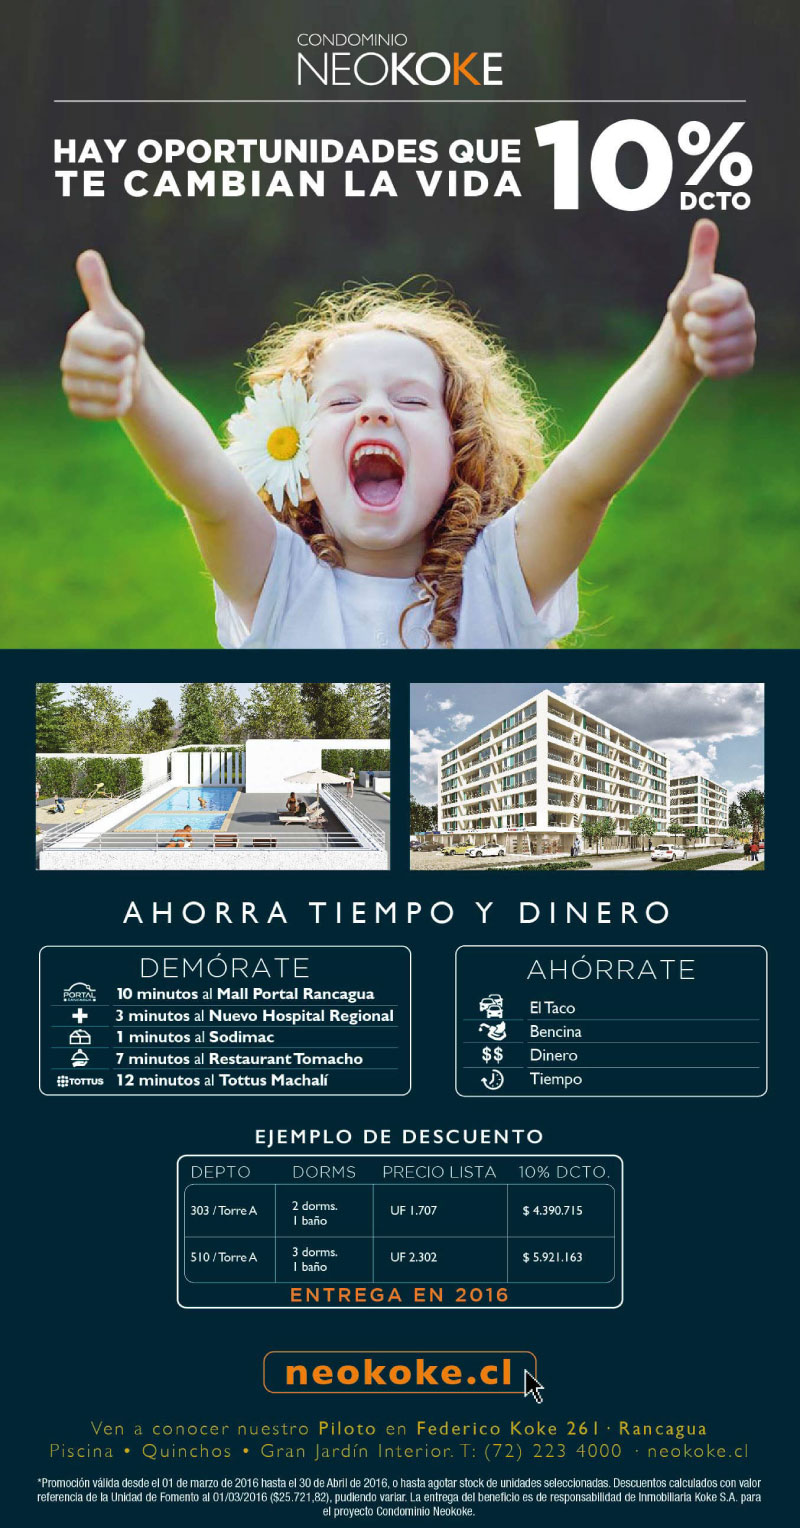 CONDOMINIO
NEOKOKE
HAY OPORTUNIDADES QUE
TE CAMBIAN LA VIDA
10%
DCTO
AHORRA TIEMPO Y DINERO
DEMÓRATE
PORTAL
10 minutos al Mall Portal Rancagua
3 minutos al Nuevo Hospital Regional
1 minutos al Sodimac
7 minutos al Restaurant Tomacho
TOTTUS 12 minutos al Tottus Machalí
AHÓRRATE
El Taco
Bencina
$$ Dinero
Tiempo
EJEMPLO DE DESCUENTO
DEPTO DORMS PRECIO LISTA 10% DCTO.
303 / Torre A 2 dorms. 1 baño UF 1.707 $ 4.390.715
510 / Torre A 3 dorms. 1 baño UF 2.302 $ 5.921.163
ENTREGA EN 2016
neokoke.cl
Ven a conocer nuestro Piloto en Federico Koke 261 · Rancagua
Piscina • Quinchos • Gran Jardín Interior. T: (72) 223 4000 · neokoke.cl
*Promoción válida desde el 01 de marzo de 2016 hasta el 30 de Abril de 2016, o hasta agotar stock de unidades seleccionadas. Descuentos calculados con valor
referencia de la Unidad de Fomento al 01/03/2016 ($25.721,82), pudiendo variar. La entrega del beneficio es de responsabilidad de Inmobiliaria Koke S.A. para
el proyecto Condominio Neokoke.